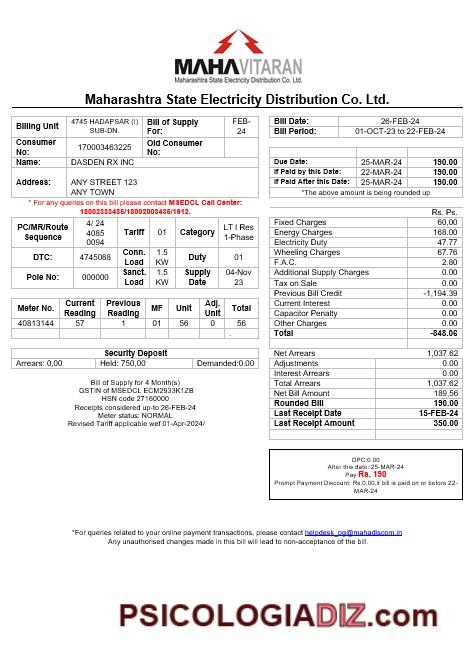 MAHAVITARAN
Maharashtra State Electricity Distribution Co. Ltd.
Maharashtra State Electricity Distribution Co. Ltd.
Billing Unit 4745 HADAPSAR (I) SUB-DN. Bill of Supply For: FEB-24
Consumer No: 170003463225 Old Consumer No:
Name: DASDEN RX INC
Address: ANY STREET 123
ANY TOWN
* For any queries on this bill please contact MSEDCL Call Center:
18002333435/18002003435/1912.
PC/MR/Route Sequence 4/ 24 4085 0094 Tariff 01 Category LT I Res 1-Phase
DTC: 4745088 Conn. Load 1.5 KW Duty 01
Pole No: 000000 Sanct. Load 1.5 KW Supply Date 04-Nov 23
Meter No. Current Reading Previous Reading MF Unit Adj. Unit Total
40813144 57 1 01 56 0 56
.
Security Deposit
Arrears: 0,00 Held: 750,00 Demanded:0.00
Bill of Supply for 4 Month(s)
GSTIN of MSEDCL ECM2933K1ZB
HSN code 27160000
Receipts considered up-to 26-FEB-24
Meter status: NORMAL
Revised Tariff applicable wef 01-Apr-2024/
Bill Date: 26-FEB-24
Bill Period: 01-OCT-23 to 22-FEB-24
Due Date: 25-MAR-24 190.00
If Paid by this Date: 22-MAR-24 190.00
If Paid After this Date: 25-MAR-24 190.00
*The above amount is being rounded up
Rs. Ps.
Fixed Charges 60,00
Energy Charges 168.00
Electricity Duty 47.77
Wheeling Charges 67.76
F.A.C. 2.80
Additional Supply Charges 0.00
Tax on Sale 0.00
Previous Bill Credit -1,194.39
Current Interest 0.00
Capacitor Penalty 0.00
Other Charges 0.00
Total -848.06
Net Arrears 1,037.62
Adjustments 0.00
Interest Arrears 0.00
Total Arrears 1,037.62
Net Bill Amount 189,56
Rounded Bill 190.00
Last Receipt Date 15-FEB-24
Last Receipt Amount 350.00
DPC:0.00
After this date: 25-MAR-24
Pay Rs. 190
Prompt Payment Discount: Rs.0.00,if bill is paid on or before 22-MAR-24
*For queries related to your online payment transactions, please contact helpdesk_pg@mahadiscom.in
Any unauthorised changes made in this bill will lead to non-acceptance of the bill.
PSICOLOGIADIZ.com